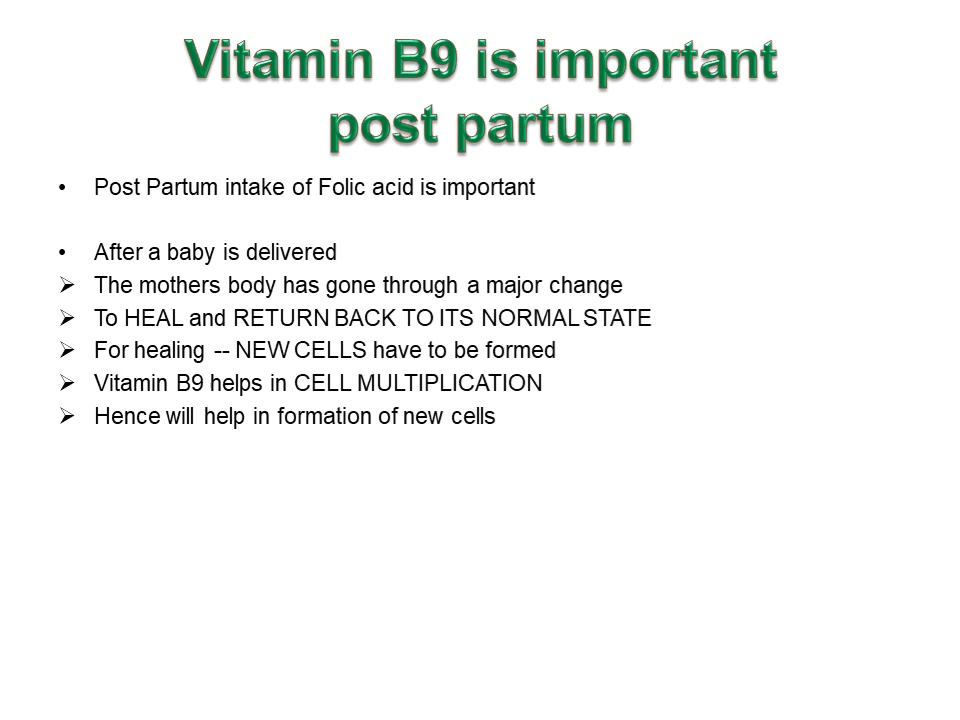 Vitamin B9 is important
post partum
• Post Partum intake of Folic acid is important
• After a baby is delivered
➢ The mothers body has gone through a major change
➢ To HEAL and RETURN BACK TO ITS NORMAL STATE
➢ For healing -- NEW CELLS have to be formed
➢ Vitamin B9 helps in CELL MULTIPLICATION
➢ Hence will help in formation of new cells